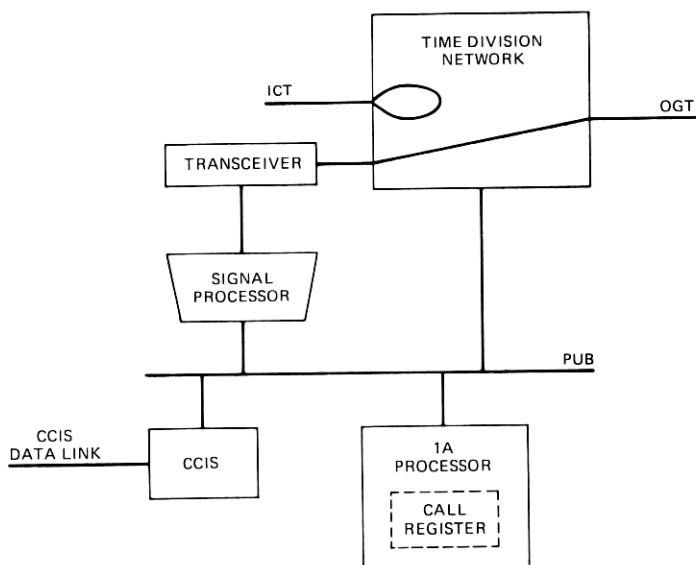 TIME DIVISION
NETWORK
ICT
OGT
TRANSCEIVER
SIGNAL
PROCESSOR
PUB
CCIS
DATA LINK
CCIS
1A
PROCESSOR
CALL
REGISTER